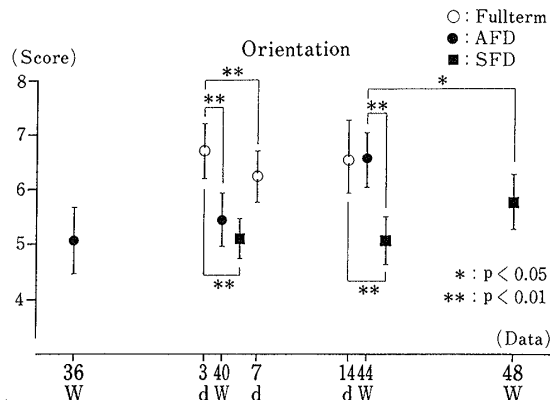 ○: Fullterm
●: AFD
■: SFD
Orientation
(Score)
8
7
6
5
4
**
**
**
*
**
**
*: p < 0.05
**: p < 0.01
(Data)
36 3 40 7 14 44 48
W d W d d W W